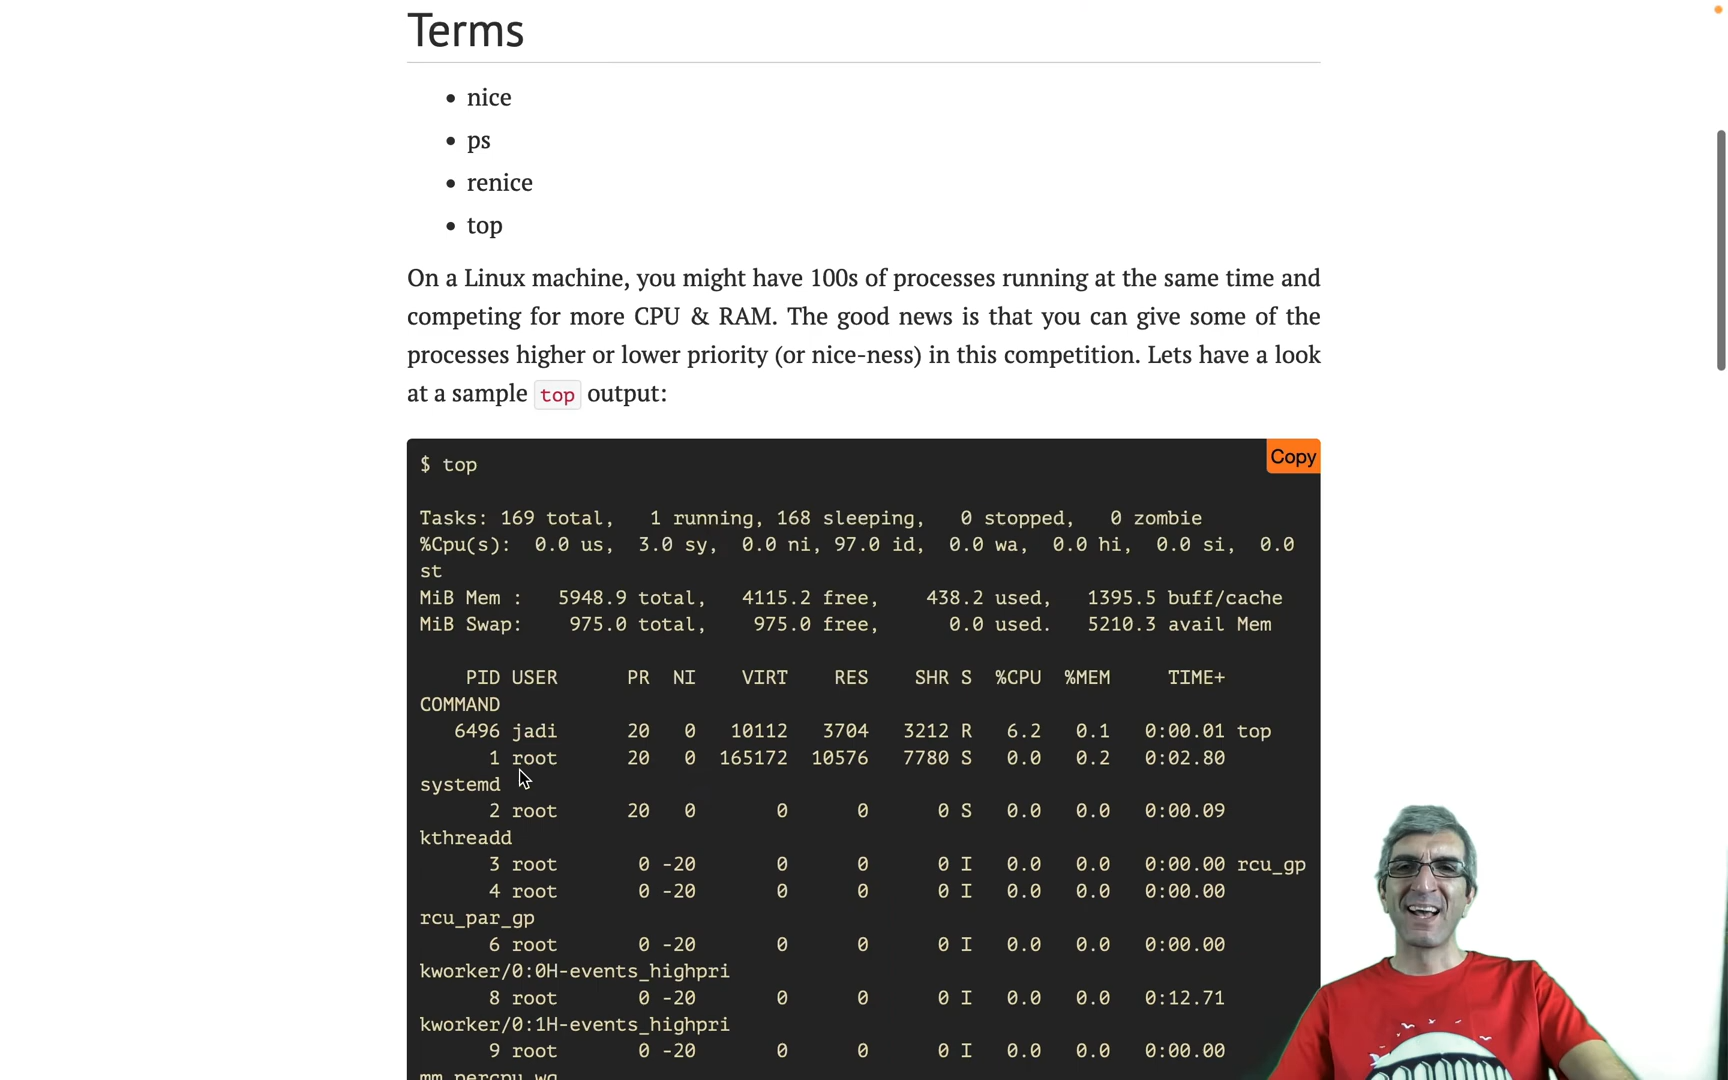 Terms
• nice
• ps
• renice
• top
On a Linux machine, you might have 100s of processes running at the same time and
competing for more CPU & RAM. The good news is that you can give some of the
processes higher or lower priority (or nice-ness) in this competition. Lets have a look
at a sample top output:
Copy
$ top
Tasks: 169 total,   1 running, 168 sleeping,   0 stopped,   0 zombie
%Cpu(s):  0.0 us,  3.0 sy,  0.0 ni, 97.0 id,  0.0 wa,  0.0 hi,  0.0 si,  0.0
st
MiB Mem :   5948.9 total,   4115.2 free,    438.2 used,   1395.5 buff/cache
MiB Swap:    975.0 total,    975.0 free,      0.0 used.   5210.3 avail Mem
PID USER      PR  NI    VIRT    RES    SHR S  %CPU  %MEM     TIME+
COMMAND
6496 jadi      20   0   10112   3704   3212 R   6.2   0.1   0:00.01 top
1 root      20   0  165172  10576   7780 S   0.0   0.2   0:02.80
systemd
2 root      20   0       0      0      0 S   0.0   0.0   0:00.09
kthreadd
3 root       0 -20       0      0      0 I   0.0   0.0   0:00.00 rcu_gp
4 root       0 -20       0      0      0 I   0.0   0.0   0:00.00
rcu_par_gp
6 root       0 -20       0      0      0 I   0.0   0.0   0:00.00
kworker/0:0H-events_highpri
8 root       0 -20       0      0      0 I   0.0   0.0   0:12.71
kworker/0:1H-events_highpri
9 root       0 -20       0      0      0 I   0.0   0.0   0:00.00
mm_percpu_wq